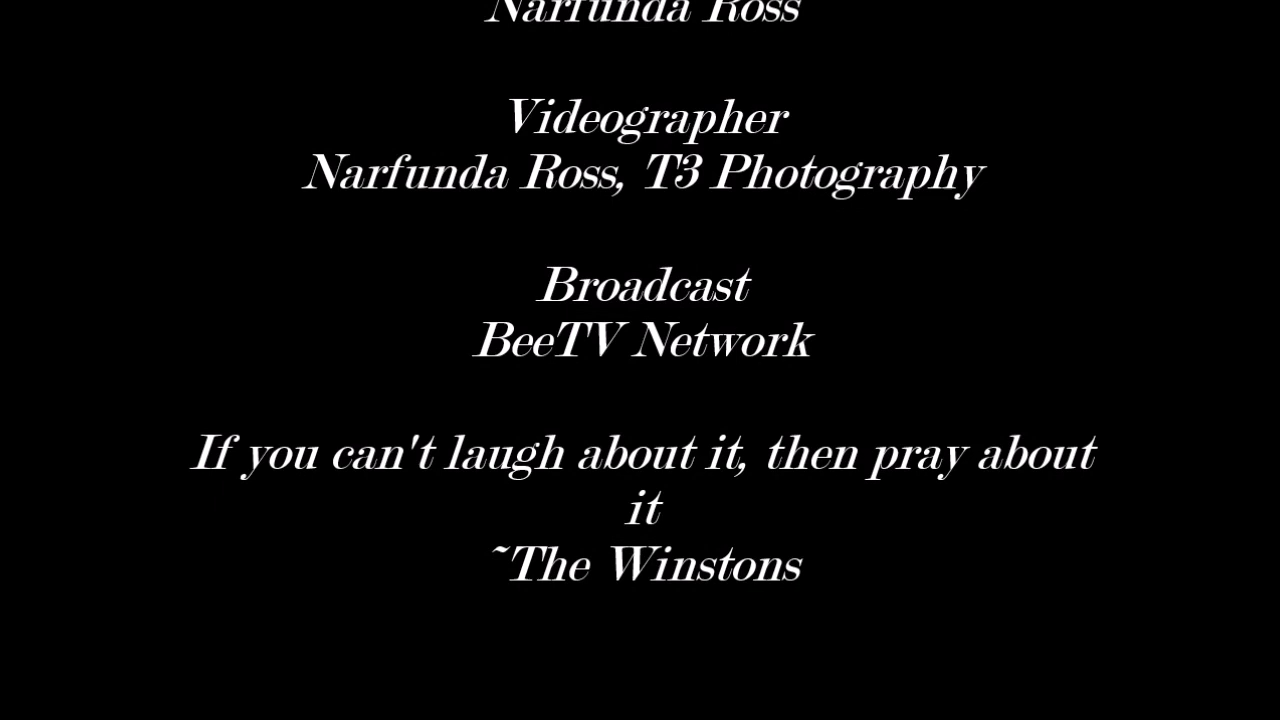 Narfunda Ross
Videographer
Narfunda Ross, T3 Photography
Broadcast
BeeTV Network
If you can't laugh about it, then pray about
it
~The Winstons